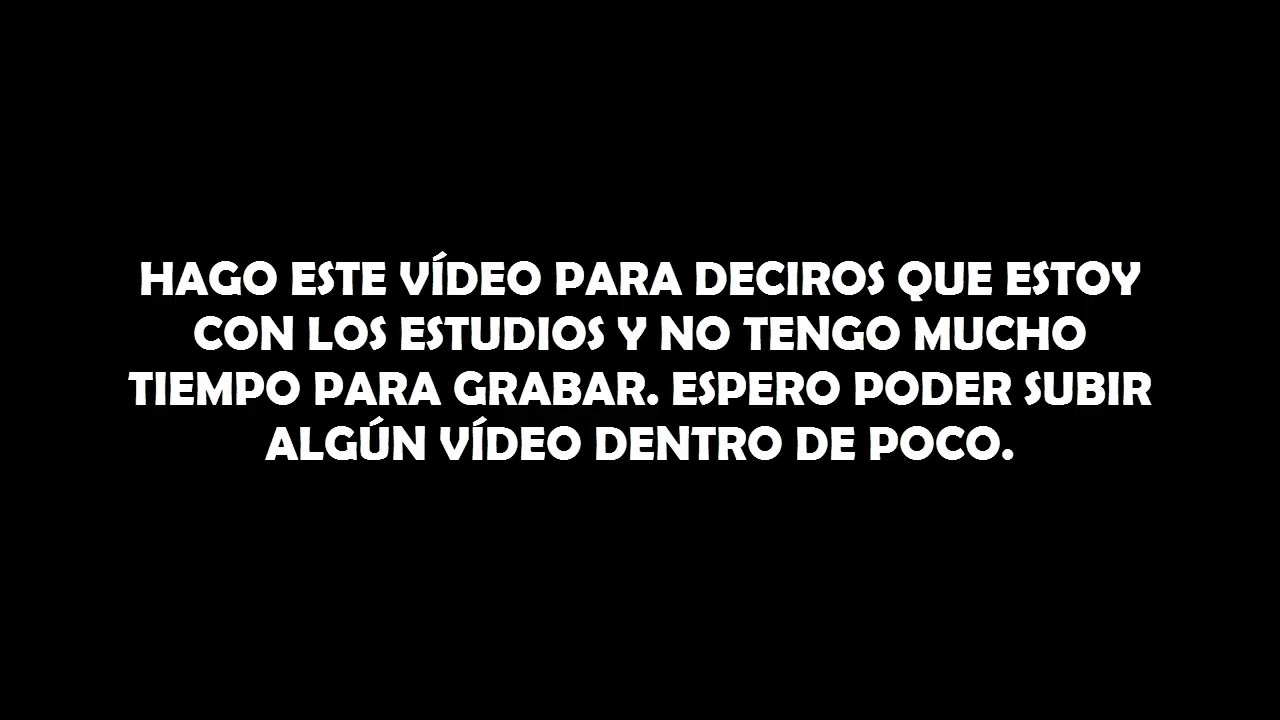 HAGO ESTE VÍDEO PARA DECIROS QUE ESTOY
CON LOS ESTUDIOS Y NO TENGO MUCHO
TIEMPO PARA GRABAR. ESPERO PODER SUBIR
ALGÚN VÍDEO DENTRO DE POCO.